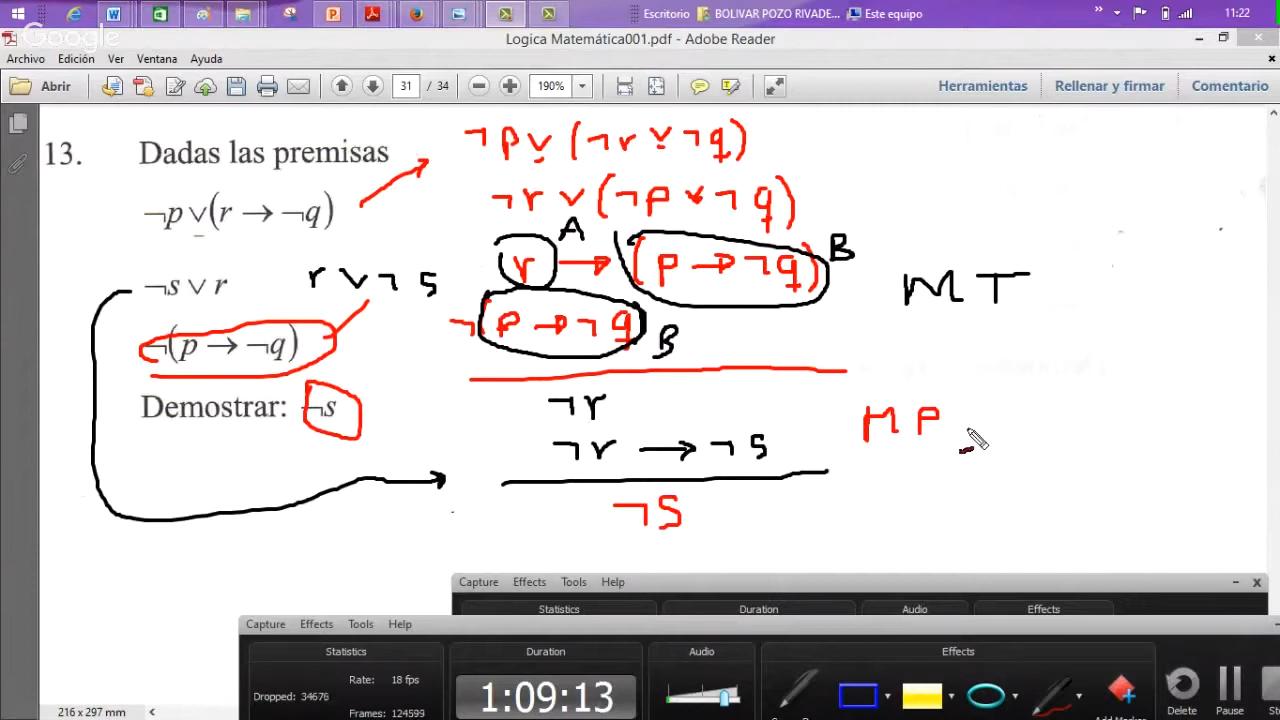 Escritorio » BOLIVAR POZO RIVADE... » Este equipo » 11:22
Google
Logica Matemática001.pdf - Adobe Reader
Archivo Edición Ver Ventana Ayuda
Abrir 31 / 34 190% Herramientas Rellenar y firmar Comentario
¬p∨(¬r∨¬q)
13. Dadas las premisas
¬r∨(¬p∨¬q)
¬p∨(r → ¬q)
A
r → (p → ¬q) B
¬s ∨ r r∨¬s MT
¬(p → ¬q) ¬(p → ¬q) B
Demostrar: ¬s ¬r
MP
¬r → ¬s
¬s
Capture Effects Tools Help
Statistics Duration Audio Effects
Capture Effects Tools Help
Statistics Duration Audio Effects
Rate: 18 fps
Dropped: 34676 1:09:13 Delete Pause
Frames: 124599
216 x 297 mm